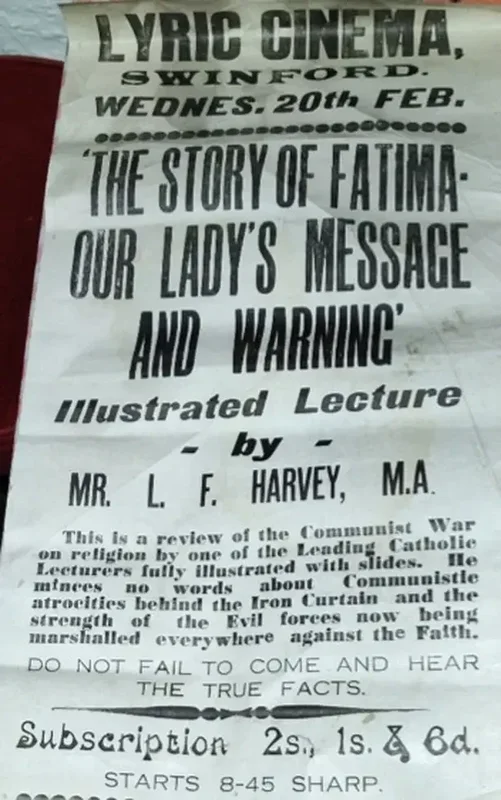 LYRIC CINEMA,
SWINFORD.
WEDNES. 20th FEB.
'THE STORY OF FATIMA-
OUR LADY'S MESSAGE
AND WARNING'
Illustrated Lecture
- by -
MR. L. F. HARVEY, M.A.
This is a review of the Communist War
on religion by one of the Leading Catholic
Lecturers fully illustrated with slides. He
minces no words about Communistic
atrocities behind the Iron Curtain and the
strength of the Evil forces now being
marshalled everywhere against the Faith.
DO NOT FAIL TO COME AND HEAR
THE TRUE FACTS.
Subscription 2s., 1s. & 6d.
STARTS 8-45 SHARP.